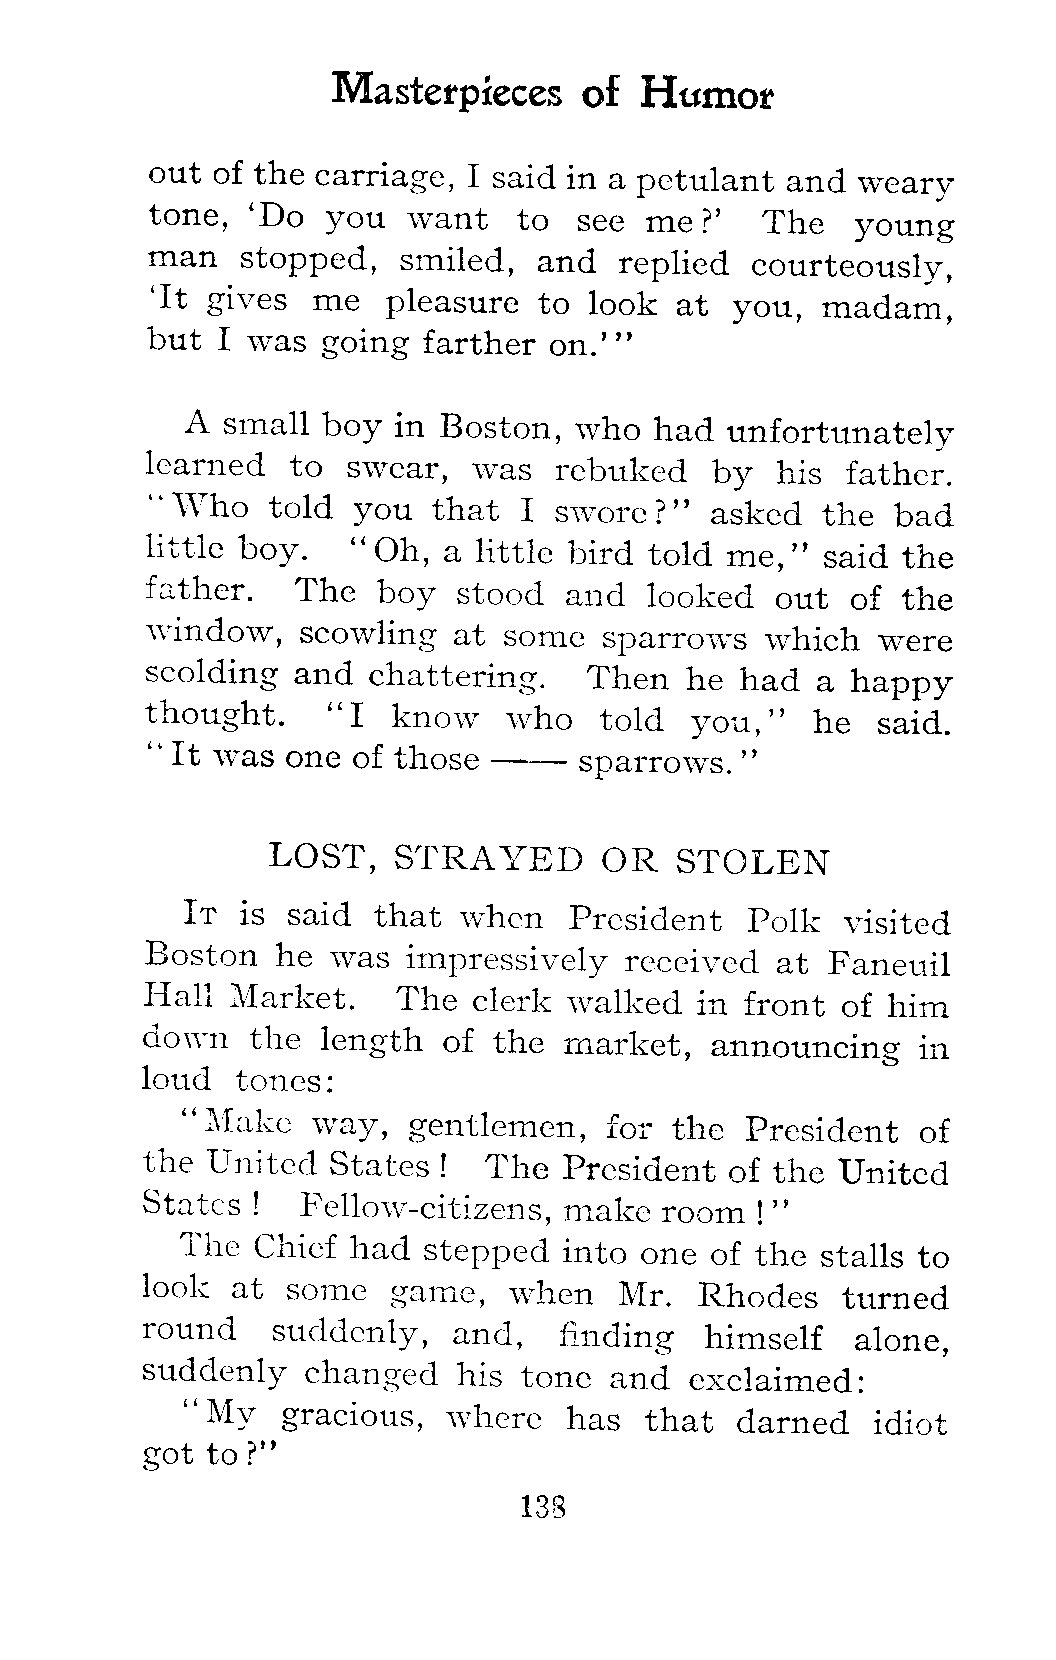 Masterpieces of Humor
out of the carriage, I said in a petulant and weary
tone, 'Do you want to see me?' The young
man stopped, smiled, and replied courteously,
'It gives me pleasure to look at you, madam,
but I was going farther on.'"
A small boy in Boston, who had unfortunately
learned to swear, was rebuked by his father.
"Who told you that I swore?" asked the bad
little boy. "Oh, a little bird told me," said the
father. The boy stood and looked out of the
window, scowling at some sparrows which were
scolding and chattering. Then he had a happy
thought. "I know who told you," he said.
"It was one of those —— sparrows."
LOST, STRAYED OR STOLEN
IT is said that when President Polk visited
Boston he was impressively received at Faneuil
Hall Market. The clerk walked in front of him
down the length of the market, announcing in
loud tones:
"Make way, gentlemen, for the President of
the United States! The President of the United
States! Fellow-citizens, make room!"
The Chief had stepped into one of the stalls to
look at some game, when Mr. Rhodes turned
round suddenly, and, finding himself alone,
suddenly changed his tone and exclaimed:
"My gracious, where has that darned idiot
got to?"
138